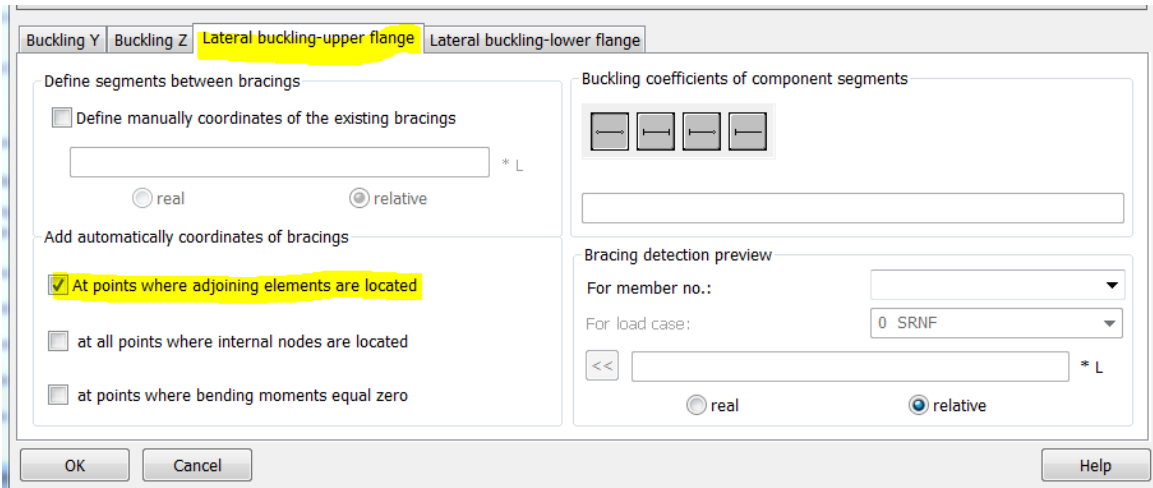 Buckling Y Buckling Z Lateral buckling-upper flange Lateral buckling-lower flange
Define segments between bracings
Define manually coordinates of the existing bracings
* L
real relative
Add automatically coordinates of bracings
At points where adjoining elements are located
at all points where internal nodes are located
at points where bending moments equal zero
Buckling coefficients of component segments
Bracing detection preview
For member no.:
For load case: 0 SRNF
<< * L
real relative
OK Cancel Help